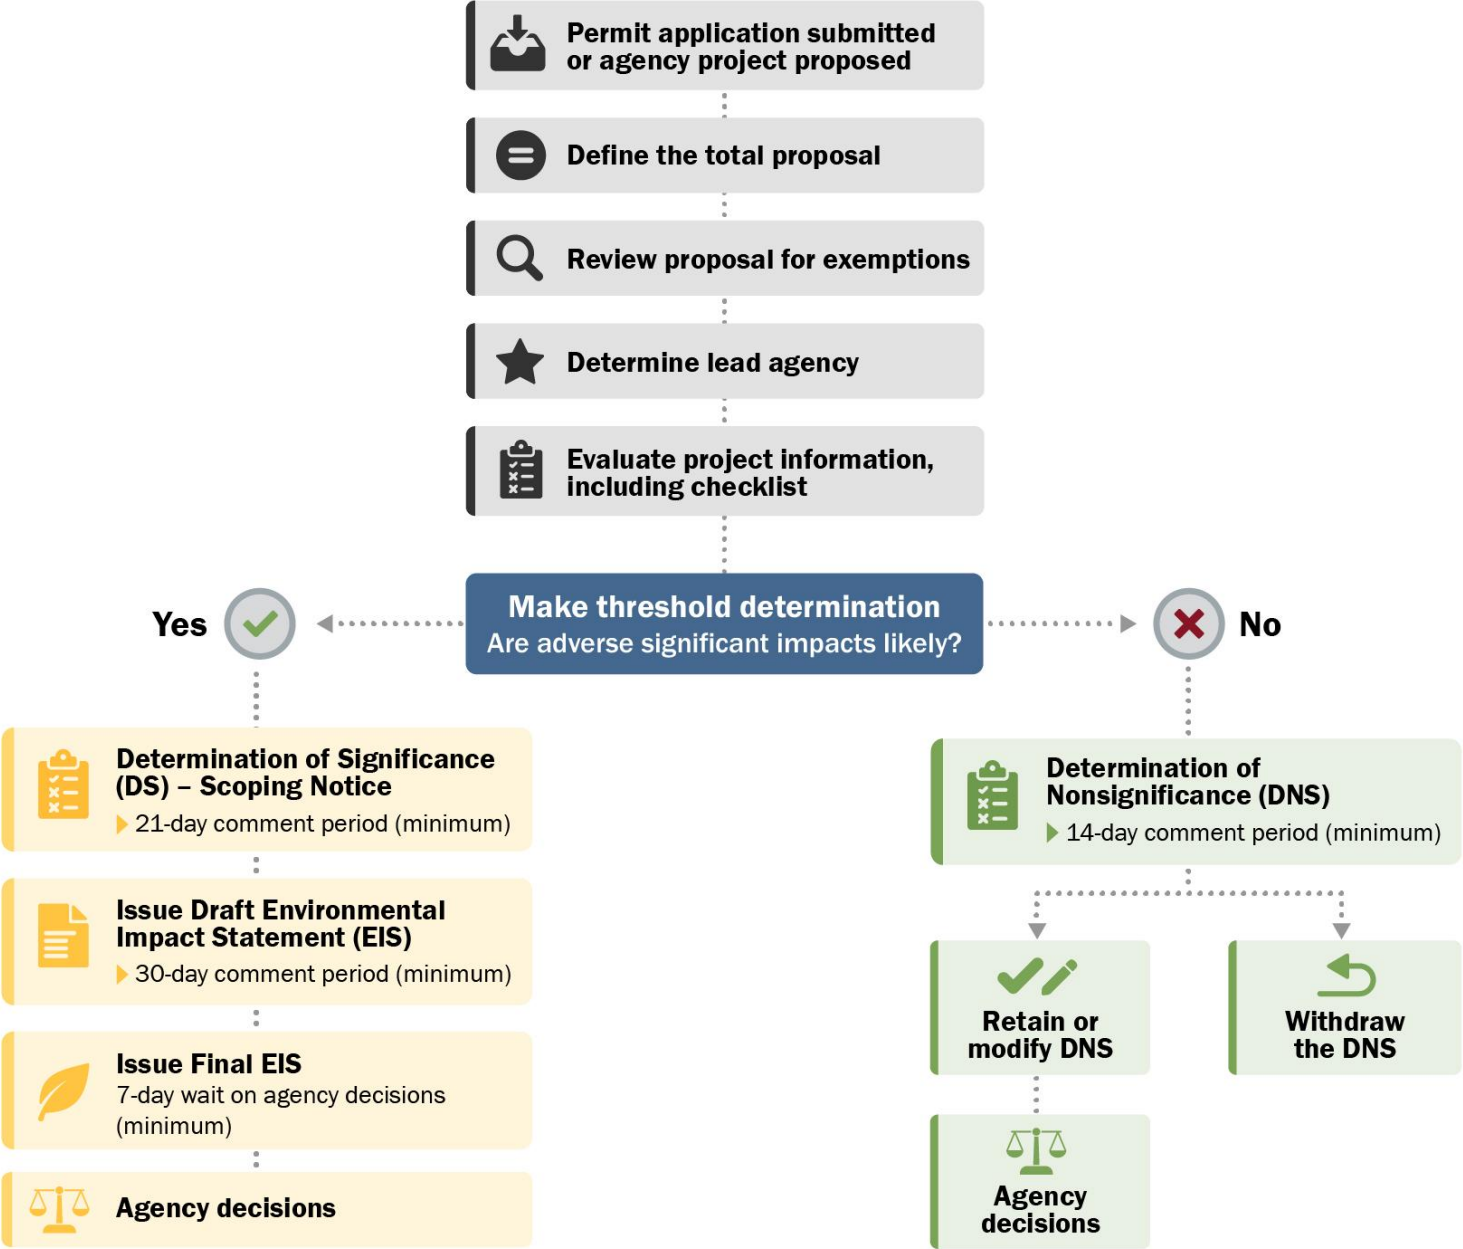 Permit application submitted
or agency project proposed
Define the total proposal
Review proposal for exemptions
Determine lead agency
Evaluate project information,
including checklist
Make threshold determination
Are adverse significant impacts likely?
Yes
No
Determination of Significance
(DS) – Scoping Notice
21-day comment period (minimum)
Issue Draft Environmental
Impact Statement (EIS)
30-day comment period (minimum)
Issue Final EIS
7-day wait on agency decisions
(minimum)
Agency decisions
Determination of
Nonsignificance (DNS)
14-day comment period (minimum)
Retain or
modify DNS
Withdraw
the DNS
Agency
decisions